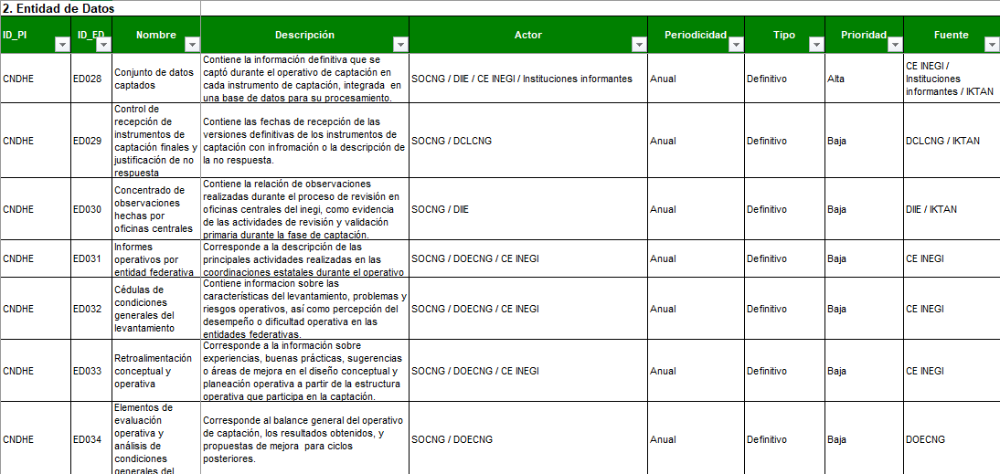 2. Entidad de Datos
ID_PI ID_ED Nombre Descripción Actor Periodicidad Tipo Prioridad Fuente
CNDHE
ED028
Conjunto de datos
captados
Contiene la información definitiva que se
captó durante el operativo de captación en
cada instrumento de captación, integrada en
una base de datos para su procesamiento.
SOCNG / DIIE / CE INEGI / Instituciones informantes
Anual
Definitivo
Alta
CE INEGI /
Instituciones
informantes / IKTAN
CNDHE
ED029
Control de
recepción de
instrumentos de
captación finales y
justificación de no
respuesta
Contiene las fechas de recepción de las
versiones definitivas de los instrumentos de
captación con infromación o la descripción de
la no respuesta.
SOCNG / DCLCNG
Anual
Definitivo
Baja
DCLCNG / IKTAN
CNDHE
ED030
Concentrado de
observaciones
hechas por
oficinas centrales
Contiene la relación de observaciones
realizadas durante el proceso de revisión en
oficinas centrales del inegi, como evidencia
de las actividades de revisión y validación
primaria durante la fase de captación.
SOCNG / DIIE
Anual
Definitivo
Baja
DIIE / IKTAN
CNDHE
ED031
Informes
operativos por
entidad federativa
Corresponde a la descripción de las
principales actividades realizadas en las
coordinaciones estatales durante el operativo
SOCNG / DOECNG / CE INEGI
Anual
Definitivo
Baja
CE INEGI
CNDHE
ED032
Cédulas de
condiciones
generales del
levantamiento
Contiene informacion sobre las
características del levantamiento, problemas y
riesgos operativos, así como percepción del
desempeño o dificultad operativa en las
entidades federativas.
SOCNG / DOECNG / CE INEGI
Anual
Definitivo
Baja
CE INEGI
CNDHE
ED033
Retroalimentación
conceptual y
operativa
Corresponde a la información sobre
experiencias, buenas prácticas, sugerencias
o áreas de mejora en el diseño conceptual y
planeación operativa a partir de la estructura
operativa que participa en la captación.
SOCNG / DOECNG / CE INEGI
Anual
Definitivo
Baja
CE INEGI
CNDHE
ED034
Elementos de
evaluación
operativa y
análisis de
condiciones
generales del
Corresponde al balance general del operativo
de captación, los resultados obtenidos, y
propuestas de mejora para ciclos
posteriores.
SOCNG / DOECNG
Anual
Definitivo
Baja
DOECNG